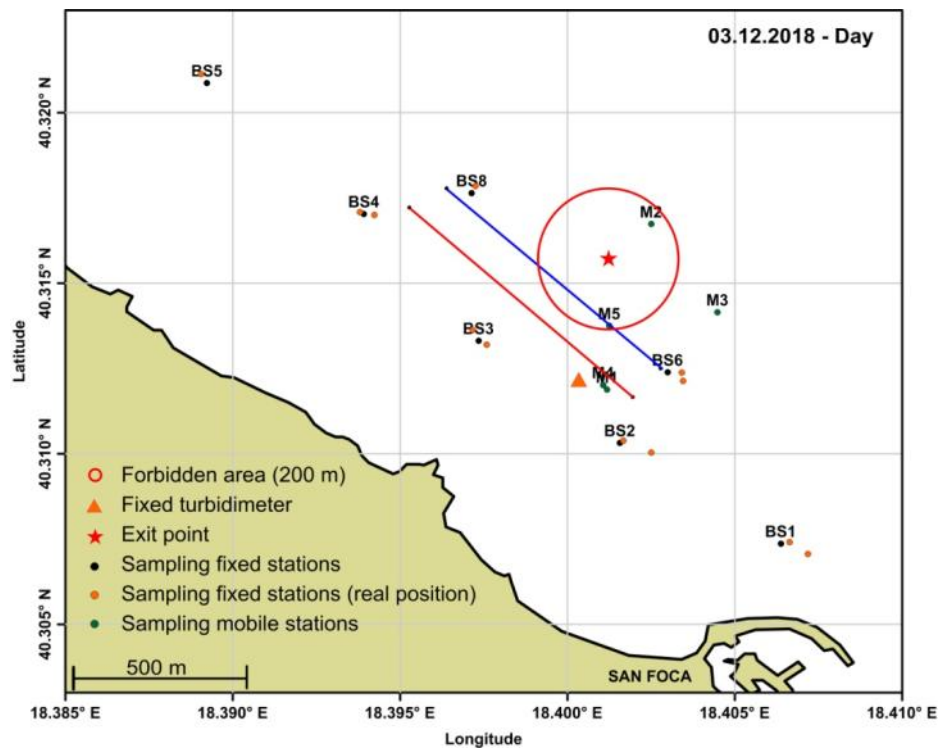 03.12.2018 - Day
BS5
BS8
BS4
M2
M3
M5
BS3
BS6
M4
BS2
BS1
Forbidden area (200 m)
Fixed turbidimeter
Exit point
Sampling fixed stations
Sampling fixed stations (real position)
Sampling mobile stations
500 m
SAN FOCA
40.320° N
40.315° N
40.310° N
40.305° N
Latitude
18.385° E
18.390° E
18.395° E
18.400° E
18.405° E
18.410° E
Longitude